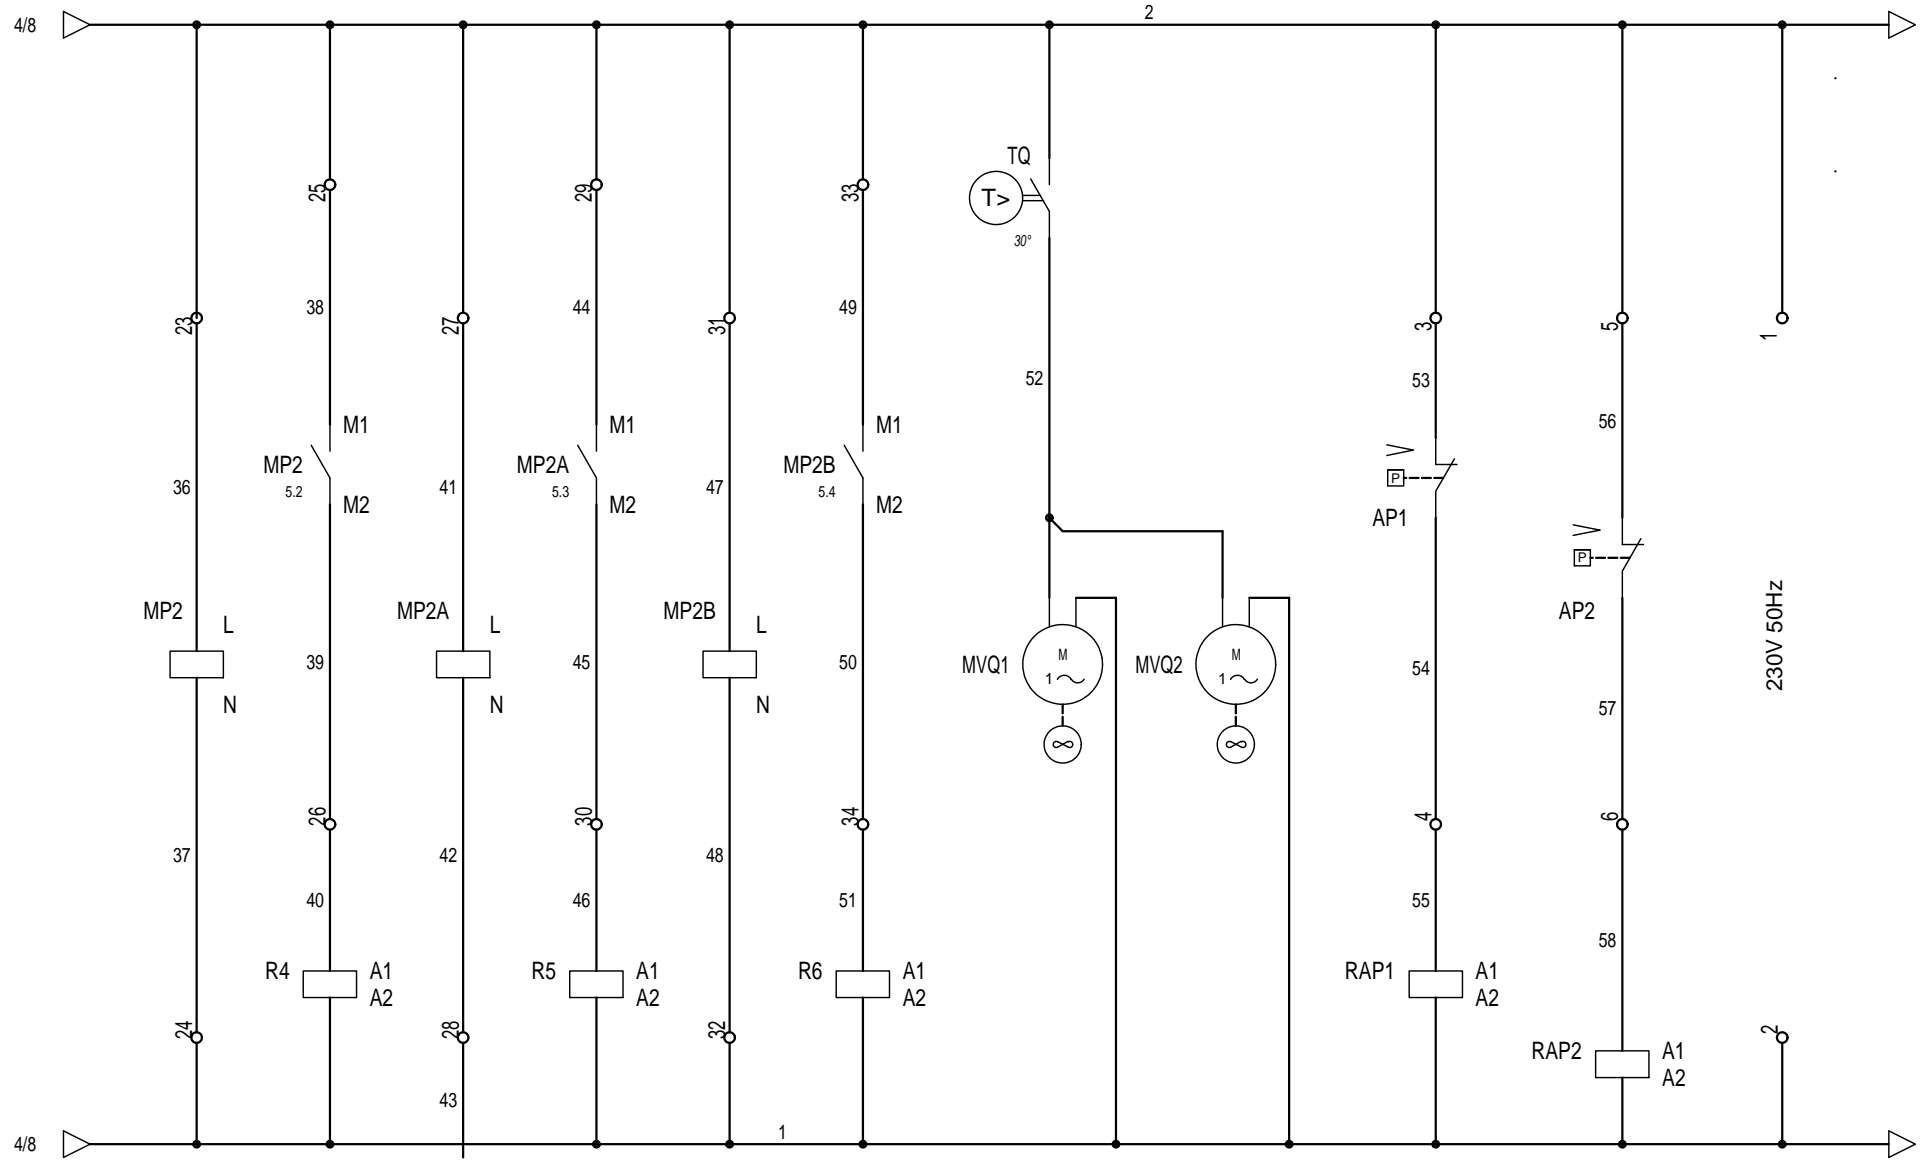 4/8
2
TQ
T>
30°
25
29
33
38
44
49
23
27
31
3
5
1
52
53
56
M1
M1
M1
MP2
5.2
MP2A
5.3
MP2B
5.4
M2
M2
M2
36
41
47
P
AP1
P
AP2
MP2
L
N
MP2A
L
N
MP2B
L
N
39
45
50
MVQ1
M
1
MVQ2
M
1
54
57
230V 50Hz
26
30
34
4
6
37
42
48
40
46
51
55
58
R4
A1
A2
R5
A1
A2
R6
A1
A2
RAP1
A1
A2
24
28
32
2
RAP2
A1
A2
43
4/8
1